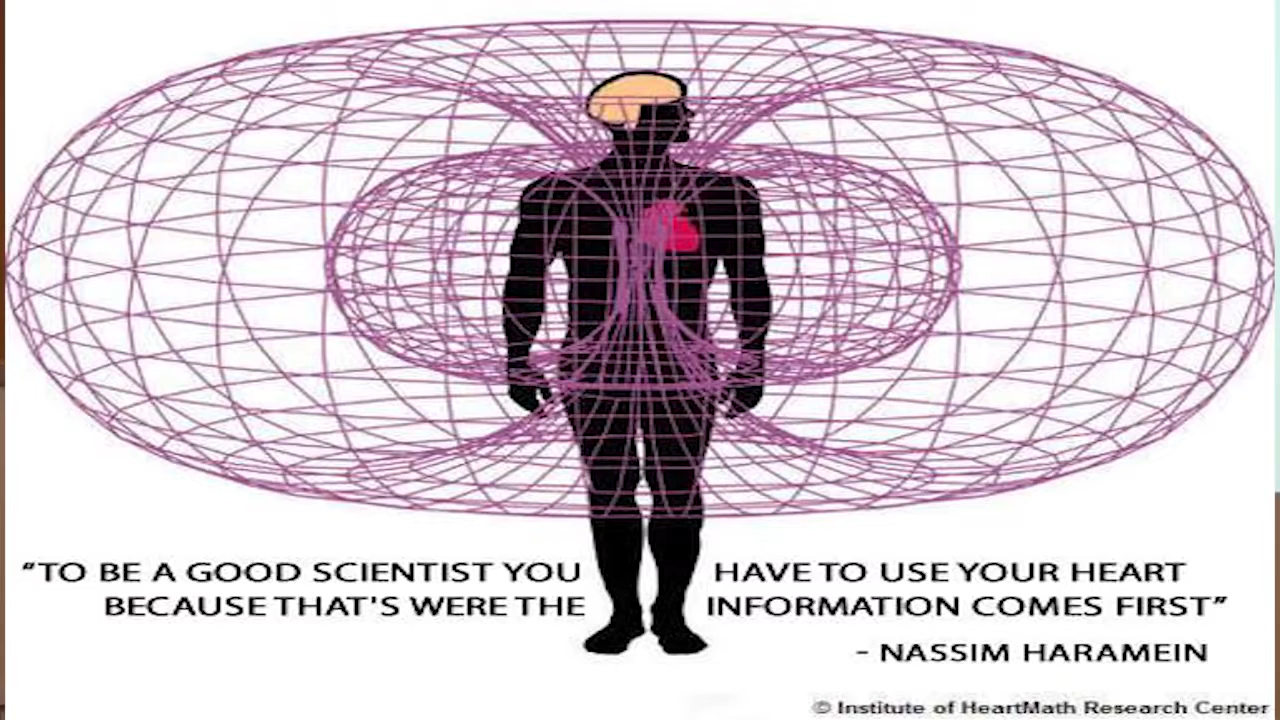 “TO BE A GOOD SCIENTIST YOU HAVE TO USE YOUR HEART
BECAUSE THAT'S WERE THE INFORMATION COMES FIRST”
- NASSIM HARAMEIN
© Institute of HeartMath Research Center